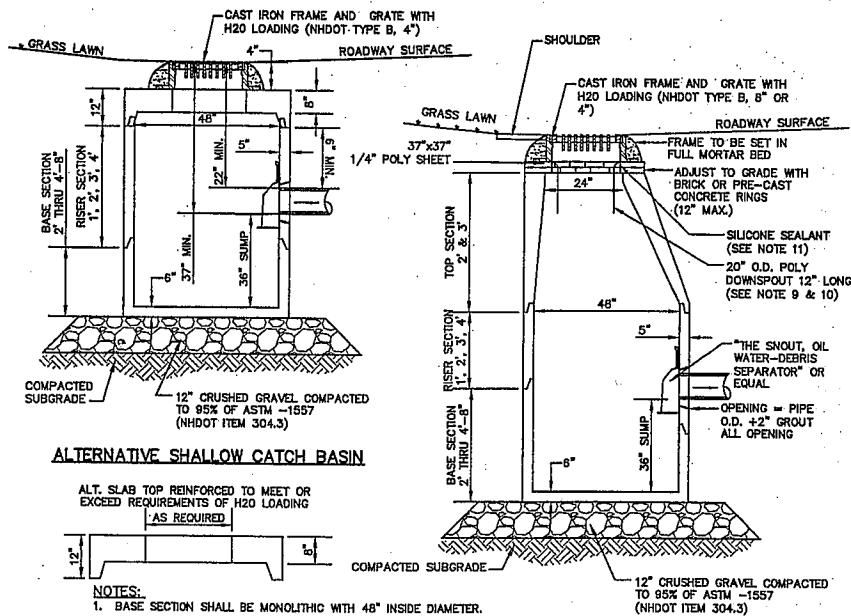 CAST IRON FRAME AND GRATE WITH
H20 LOADING (NHDOT TYPE B, 4")
GRASS LAWN
4"
ROADWAY SURFACE
12"
8"
48"
5"
6"
MIN.
22" MIN.
BASE SECTION
2' THRU 4'-8"
RISER SECTION
1', 2', 3', 4'
37" MIN.
36" SUMP
6"
COMPACTED
SUBGRADE
12" CRUSHED GRAVEL COMPACTED
TO 95% OF ASTM -1557
(NHDOT ITEM 304.3)
ALTERNATIVE SHALLOW CATCH BASIN
ALT. SLAB TOP REINFORCED TO MEET OR
EXCEED REQUIREMENTS OF H20 LOADING
AS REQUIRED
12"
8"
NOTES:
1. BASE SECTION SHALL BE MONOLITHIC WITH 48" INSIDE DIAMETER.
SHOULDER
CAST IRON FRAME AND GRATE WITH
H20 LOADING (NHDOT TYPE B, 8" OR
4")
GRASS LAWN
ROADWAY SURFACE
37"x37"
1/4" POLY SHEET
FRAME TO BE SET IN
FULL MORTAR BED
24"
ADJUST TO GRADE WITH
BRICK OR PRE-CAST
CONCRETE RINGS
(12" MAX.)
SILICONE SEALANT
(SEE NOTE 11)
20" O.D. POLY
DOWNSPOUT 12" LONG
(SEE NOTE 9 & 10)
TOP SECTION
2' & 3'
48"
5"
RISER SECTION
1', 2', 3', 4'
"THE SNOUT, OIL
WATER-DEBRIS
SEPARATOR" OR
EQUAL
OPENING = PIPE
O.D. +2" GROUT
ALL OPENING
BASE SECTION
2' THRU 4'-8"
36" SUMP
6"
COMPACTED SUBGRADE
12" CRUSHED GRAVEL COMPACTED
TO 95% OF ASTM -1557
(NHDOT ITEM 304.3)